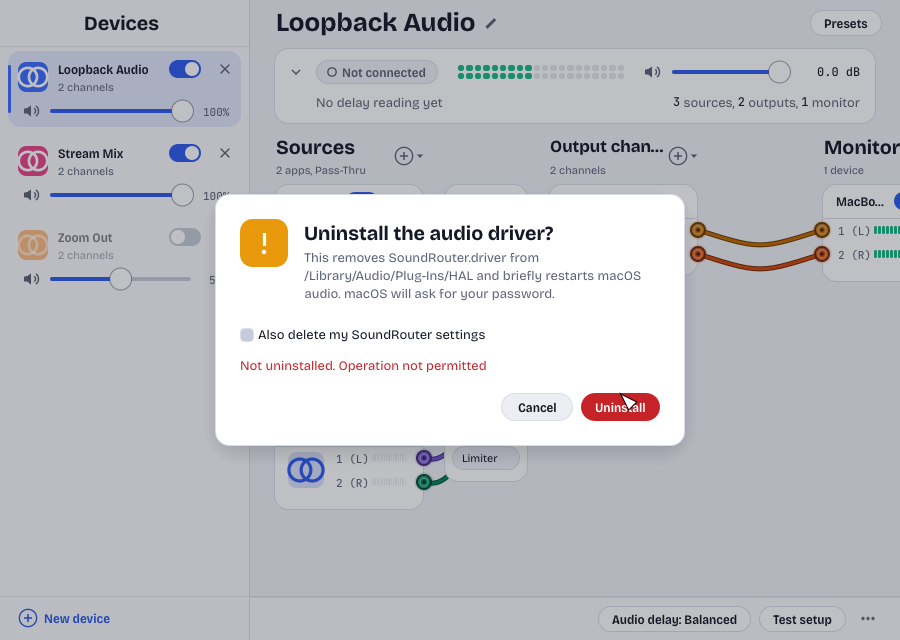 Devices
Loopback Audio
2 channels
100%
Stream Mix
2 channels
100%
Zoom Out
2 channels
New device
Loopback Audio
Presets
Not connected
0.0 dB
No delay reading yet
3 sources, 2 outputs, 1 monitor
Sources
2 apps, Pass-Thru
Output chan...
2 channels
Monitor
1 device
MacBo...
1 (L)
2 (R)
Uninstall the audio driver?
This removes SoundRouter.driver from
/Library/Audio/Plug-Ins/HAL and briefly restarts macOS
audio. macOS will ask for your password.
Also delete my SoundRouter settings
Not uninstalled. Operation not permitted
Cancel
Uninstall
1 (L)
2 (R)
Limiter
Audio delay: Balanced
Test setup